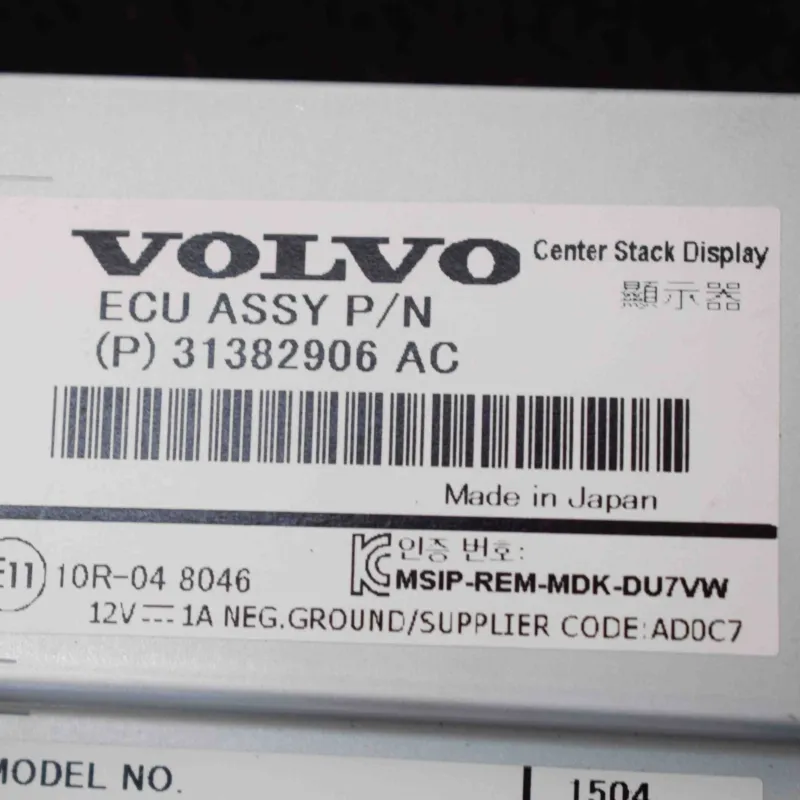 VOLVO Center Stack Display
顯示器
ECU ASSY P/N
(P) 31382906 AC
Made in Japan
E11 10R-04 8046
인증 번호:
MSIP-REM-MDK-DU7VW
12V⎓1A NEG.GROUND/SUPPLIER CODE:AD0C7
MODEL NO.
1504